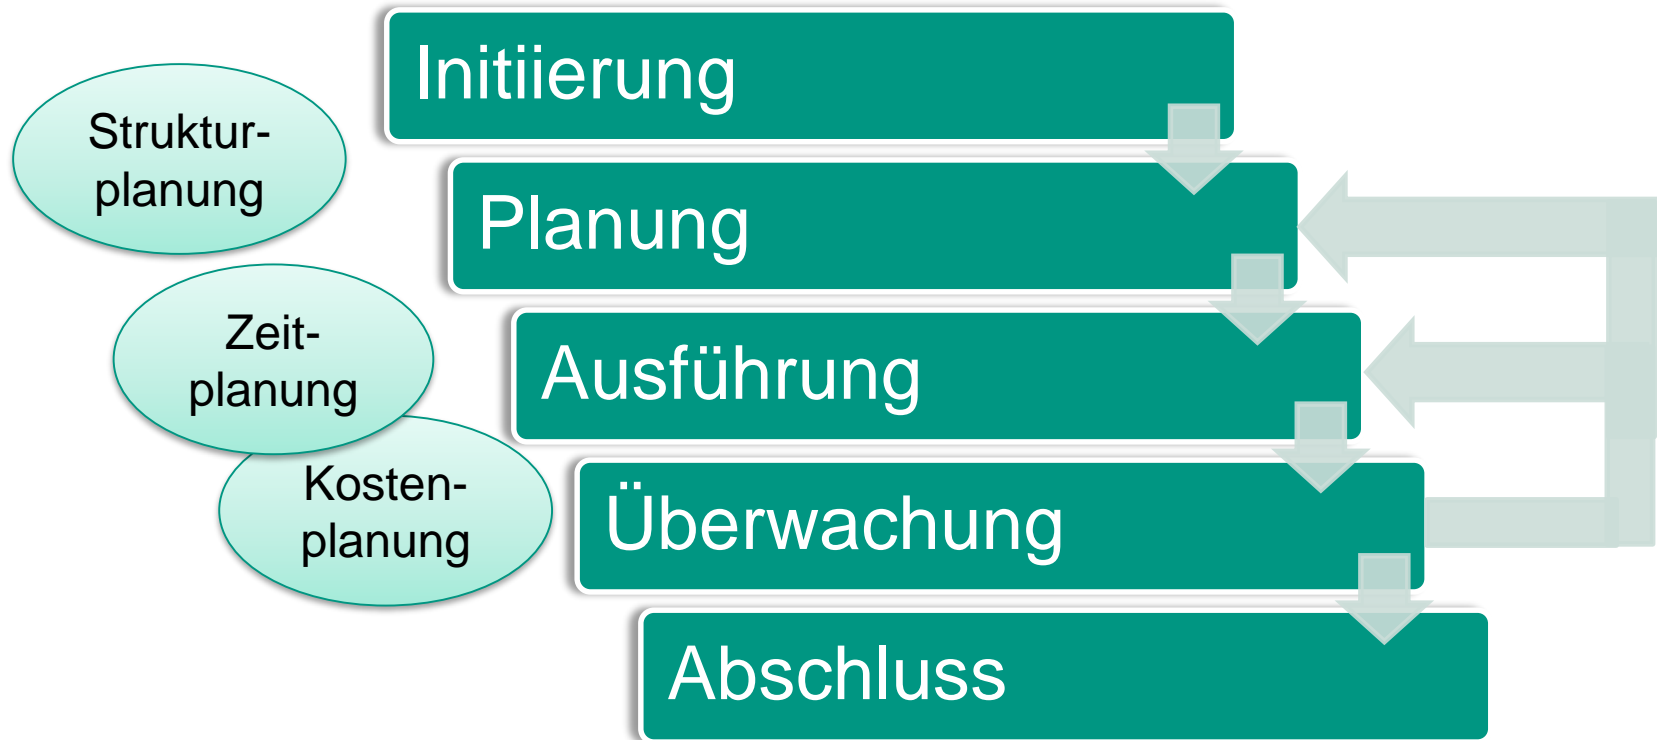 Initiierung
Struktur-
planung
Planung
Zeit-
planung
Ausführung
Kosten-
planung
Überwachung
Abschluss